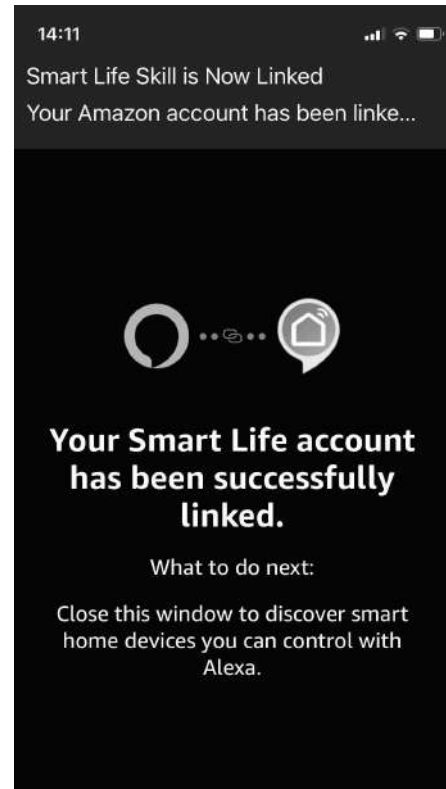 14:11
Smart Life Skill is Now Linked
Your Amazon account has been linke...
Your Smart Life account
has been successfully
linked.
What to do next:
Close this window to discover smart
home devices you can control with
Alexa.